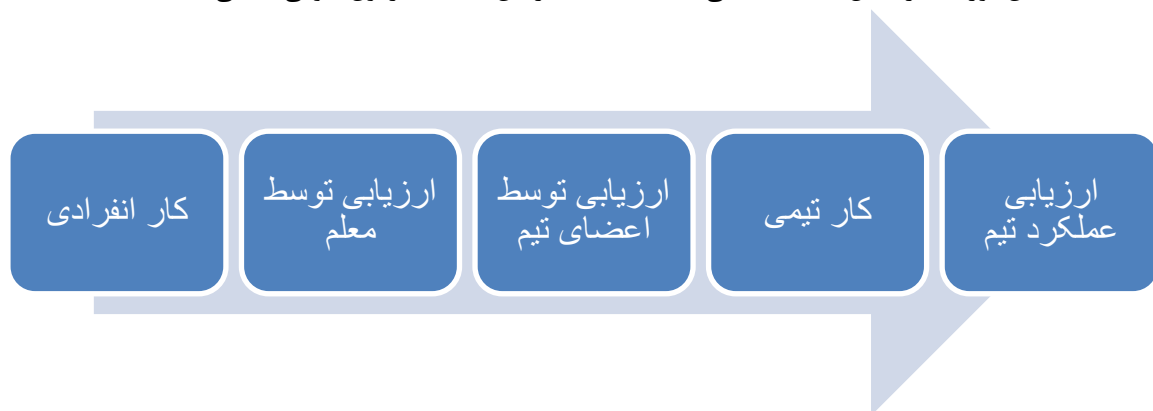 کار انفرادی
ارزیابی توسط
معلم
ارزیابی توسط
اعضای تیم
کار تیمی
ارزیابی
عملکرد تیم